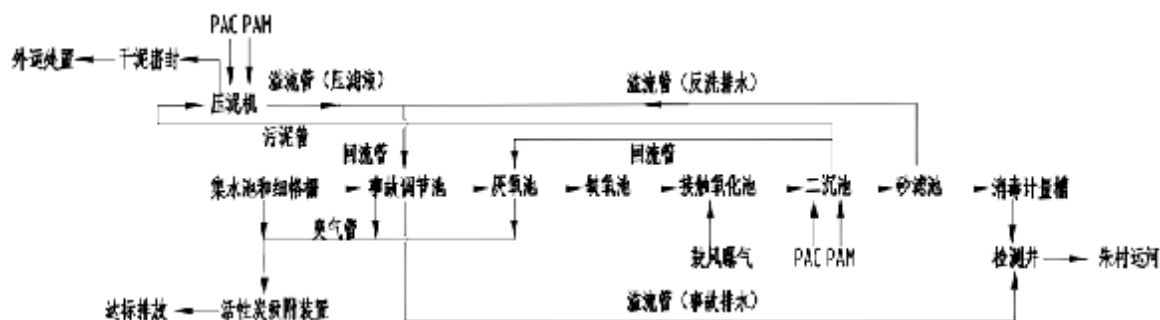 PAC PAM
外运处置 干泥密封
溢流管（压滤液） 溢流管（反洗排水）
压泥机
污泥管
回流管 回流管
集水池和细格栅 事故调节池 厌氧池 缺氧池 接触氧化池 二沉池 砂滤池 消毒计量槽
臭气管
鼓风曝气 PAC PAM 检测井 朱村运河
达标排放 活性炭吸附装置 溢流管（事故排水）